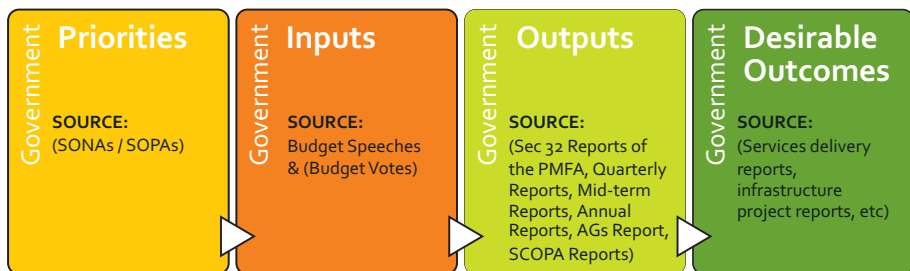 Government
Priorities
SOURCE:
(SONAs / SOPAs)
Government
Inputs
SOURCE:
Budget Speeches
& (Budget Votes)
Government
Outputs
SOURCE:
(Sec 32 Reports of
the PMFA, Quarterly
Reports, Mid-term
Reports, Annual
Reports, AGs Report,
SCOPA Reports)
Government
Desirable
Outcomes
SOURCE:
(Services delivery
reports,
infrastructure
project reports, etc)